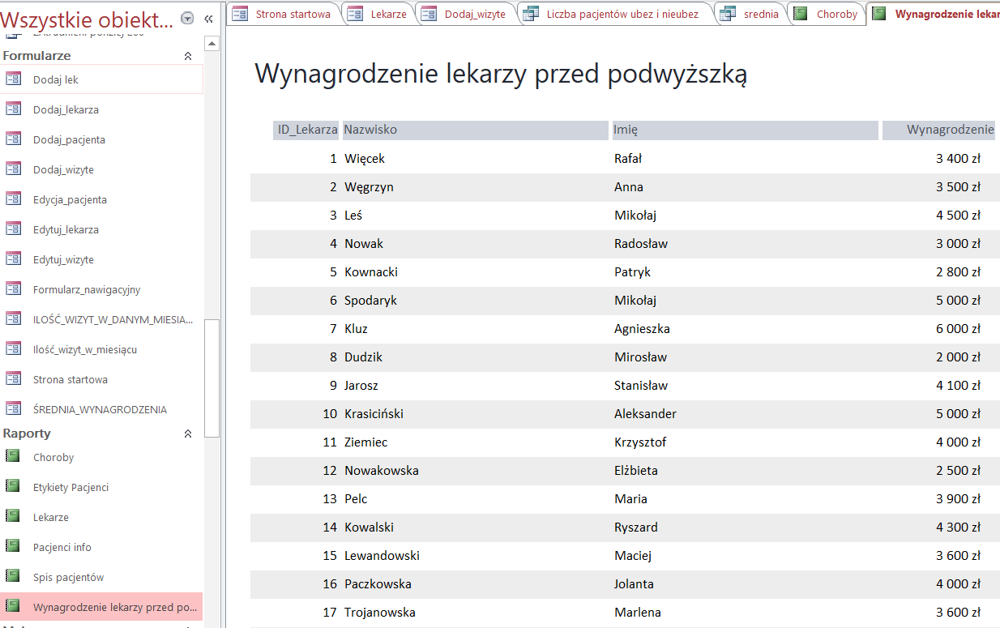 Wszystkie obiekt...
Formularze
Dodaj lek
Dodaj_lekarza
Dodaj_pacjenta
Dodaj_wizyte
Edycja_pacjenta
Edytuj_lekarza
Edytuj_wizyte
Formularz_nawigacyjny
ILOŚĆ_WIZYT_W_DANYM_MIESIA...
Ilość_wizyt_w_miesiącu
Strona startowa
ŚREDNIA_WYNAGRODZENIA
Raporty
Choroby
Etykiety Pacjenci
Lekarze
Pacjenci info
Spis pacjentów
Wynagrodzenie lekarzy przed po...
Strona startowa Lekarze Dodaj_wizyte Liczba pacjentów ubez i nieubez srednia Choroby Wynagrodzenie lekar
Wynagrodzenie lekarzy przed podwyższką
ID_Lekarza Nazwisko Imię Wynagrodzenie
1 Więcek Rafał 3 400 zł
2 Węgrzyn Anna 3 500 zł
3 Leś Mikołaj 4 500 zł
4 Nowak Radosław 3 000 zł
5 Kownacki Patryk 2 800 zł
6 Spodaryk Mikołaj 5 000 zł
7 Kluz Agnieszka 6 000 zł
8 Dudzik Mirosław 2 000 zł
9 Jarosz Stanisław 4 100 zł
10 Krasiciński Aleksander 5 000 zł
11 Ziemiec Krzysztof 4 000 zł
12 Nowakowska Elżbieta 2 500 zł
13 Pelc Maria 3 900 zł
14 Kowalski Ryszard 4 300 zł
15 Lewandowski Maciej 3 600 zł
16 Paczkowska Jolanta 4 000 zł
17 Trojanowska Marlena 3 600 zł